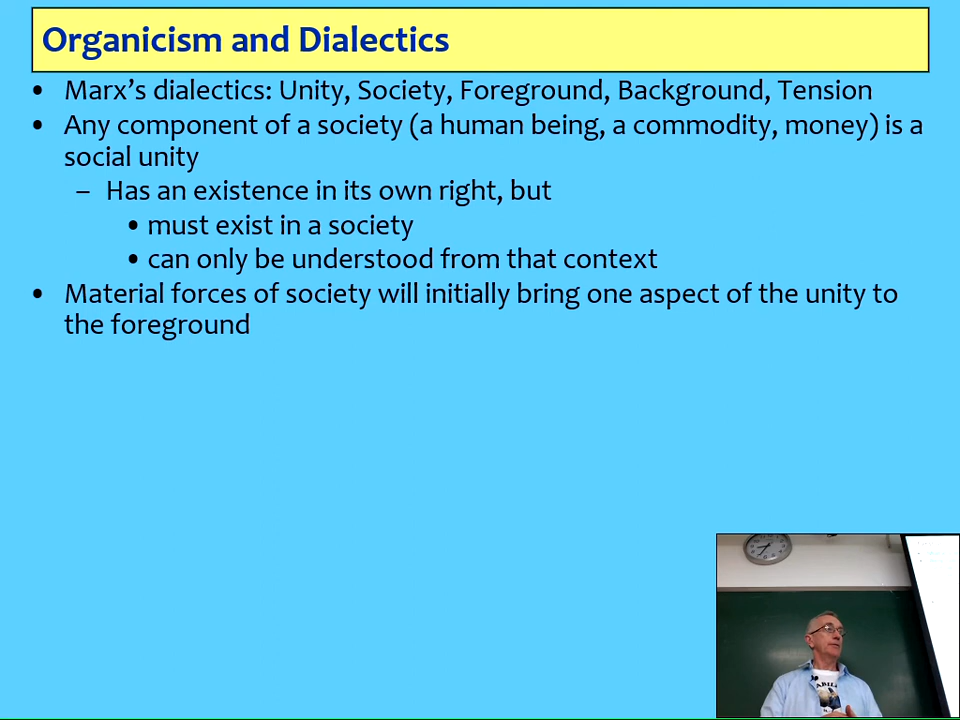 Organicism and Dialectics
• Marx's dialectics: Unity, Society, Foreground, Background, Tension
• Any component of a society (a human being, a commodity, money) is a
social unity
– Has an existence in its own right, but
• must exist in a society
• can only be understood from that context
• Material forces of society will initially bring one aspect of the unity to
the foreground